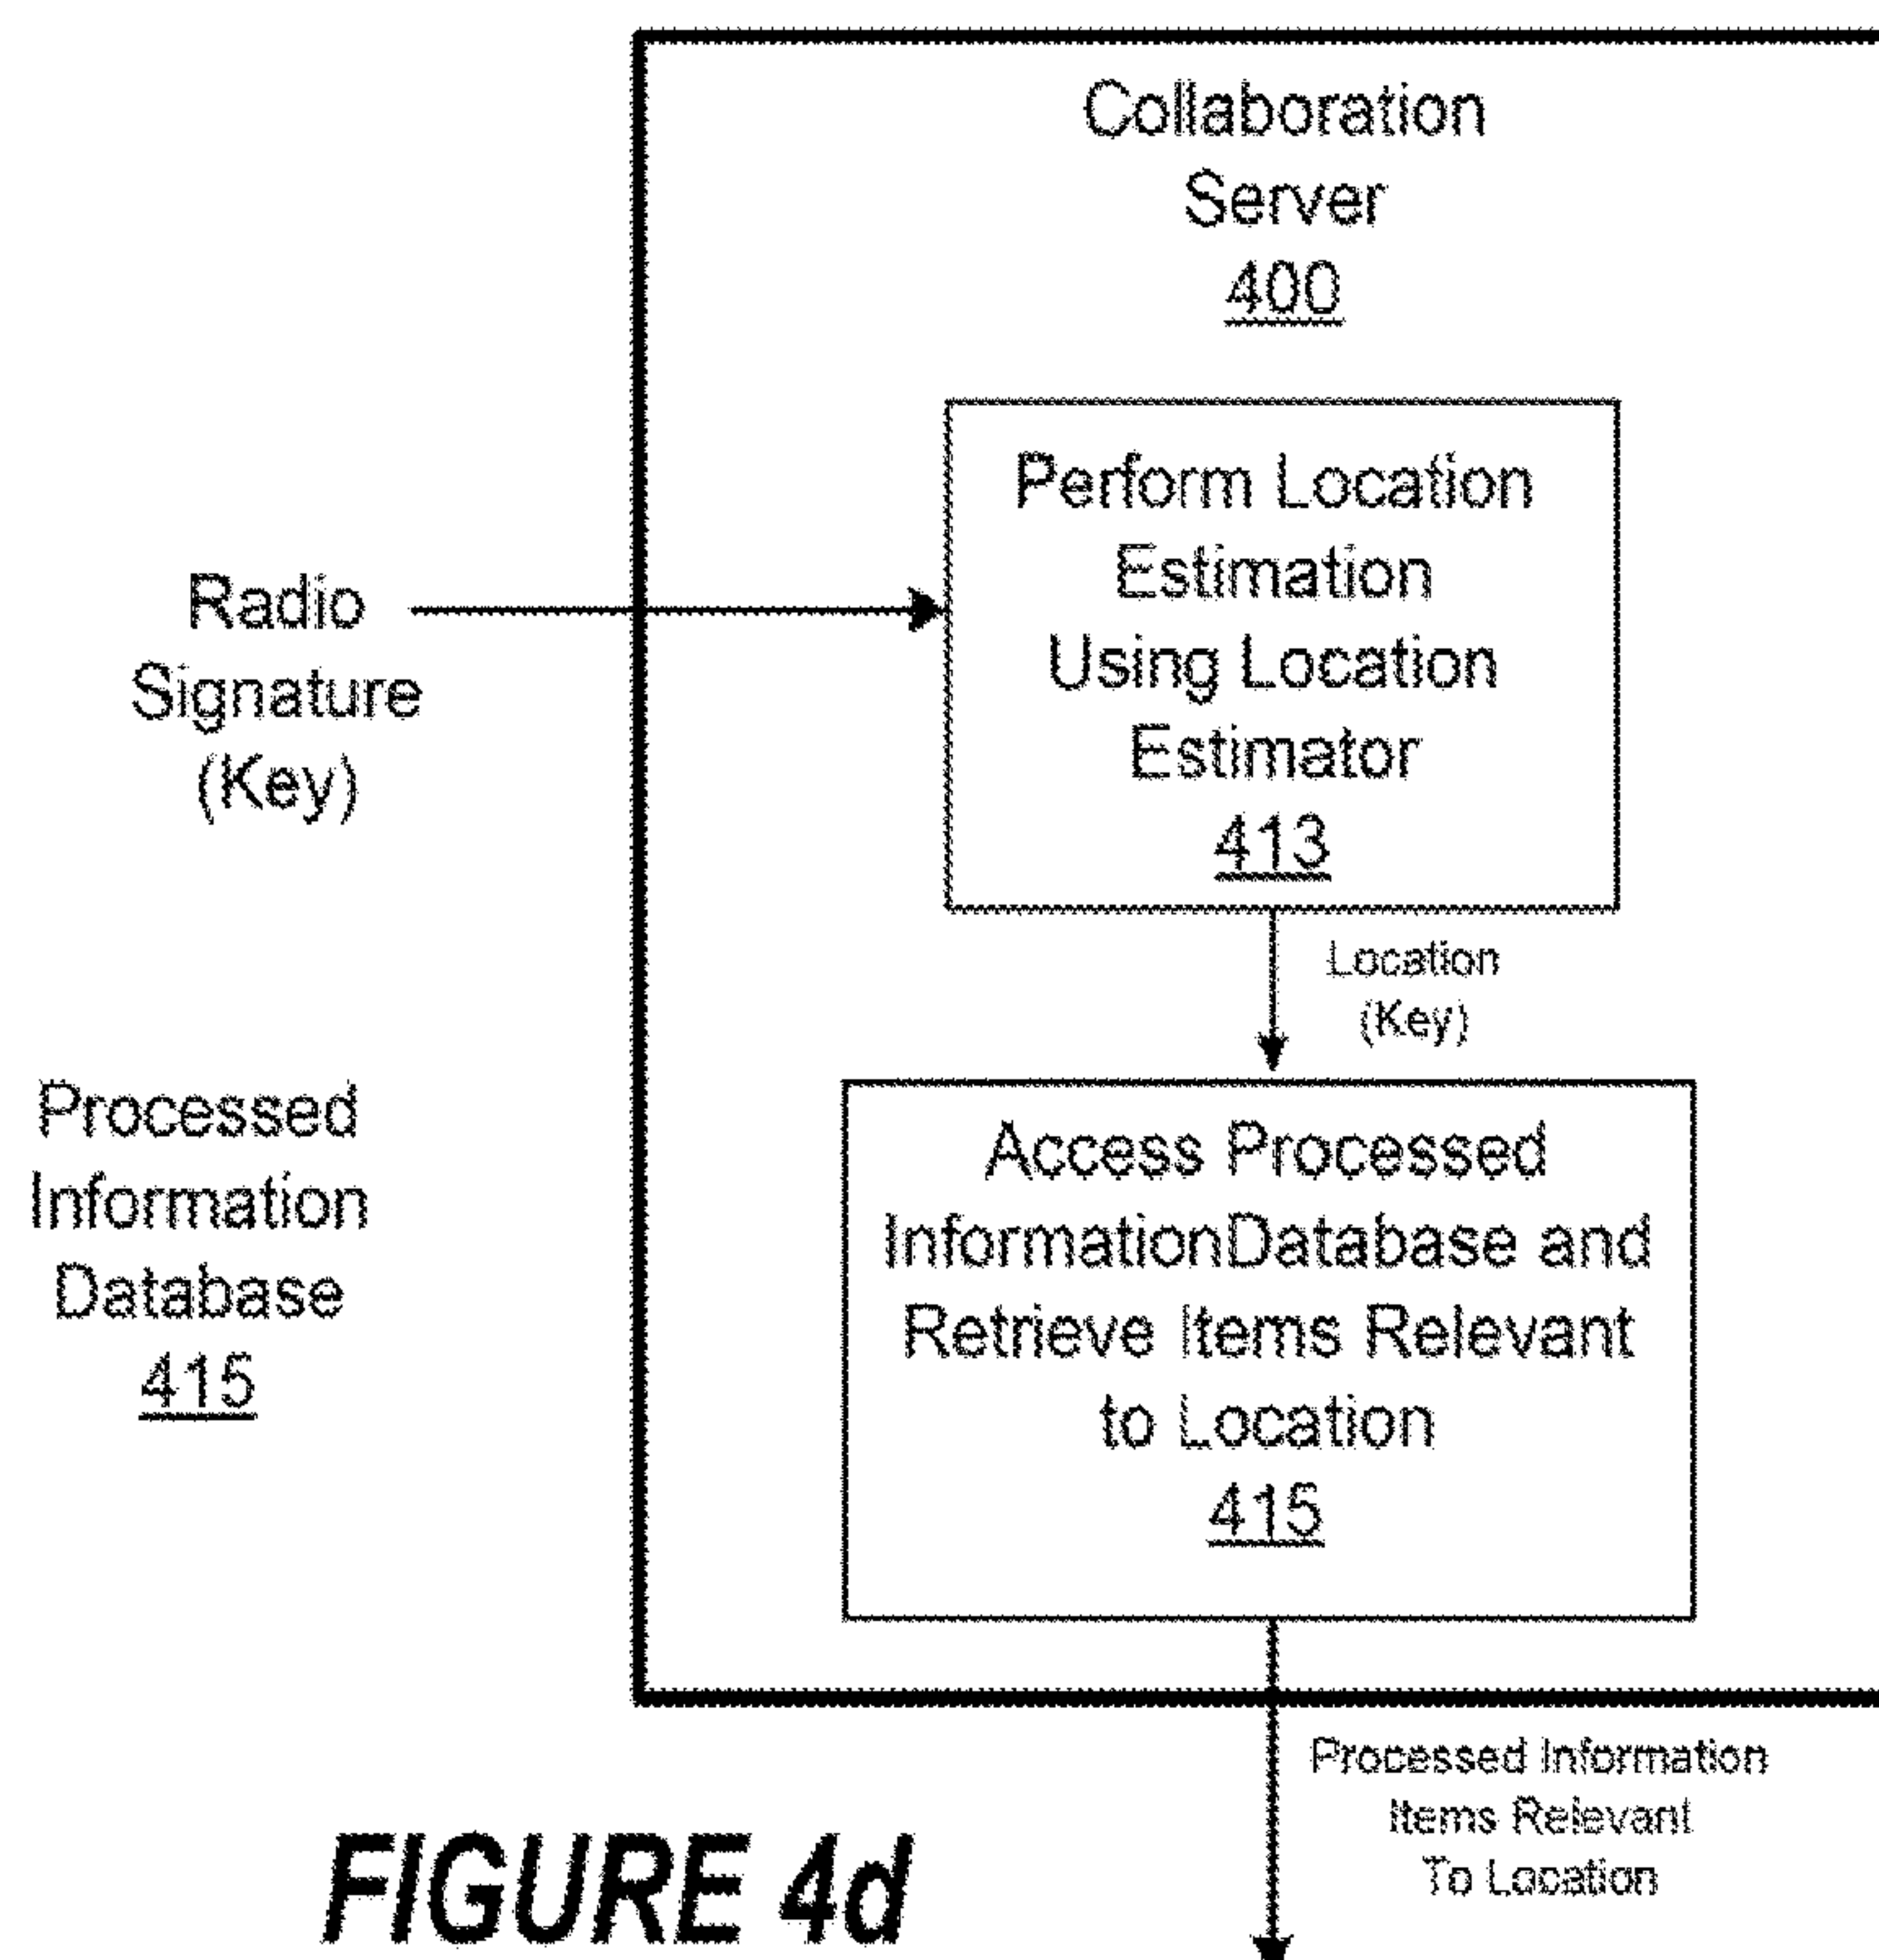 Collaboration
Server
400
Perform Location
Estimation
Using Location
Estimator
413
Radio
Signature
(Key)
Location
(Key)
Processed
Information
Database
415
Access Processed
InformationDatabase and
Retrieve Items Relevant
to Location
415
Processed Information
Items Relevant
To Location
FIGURE 4d